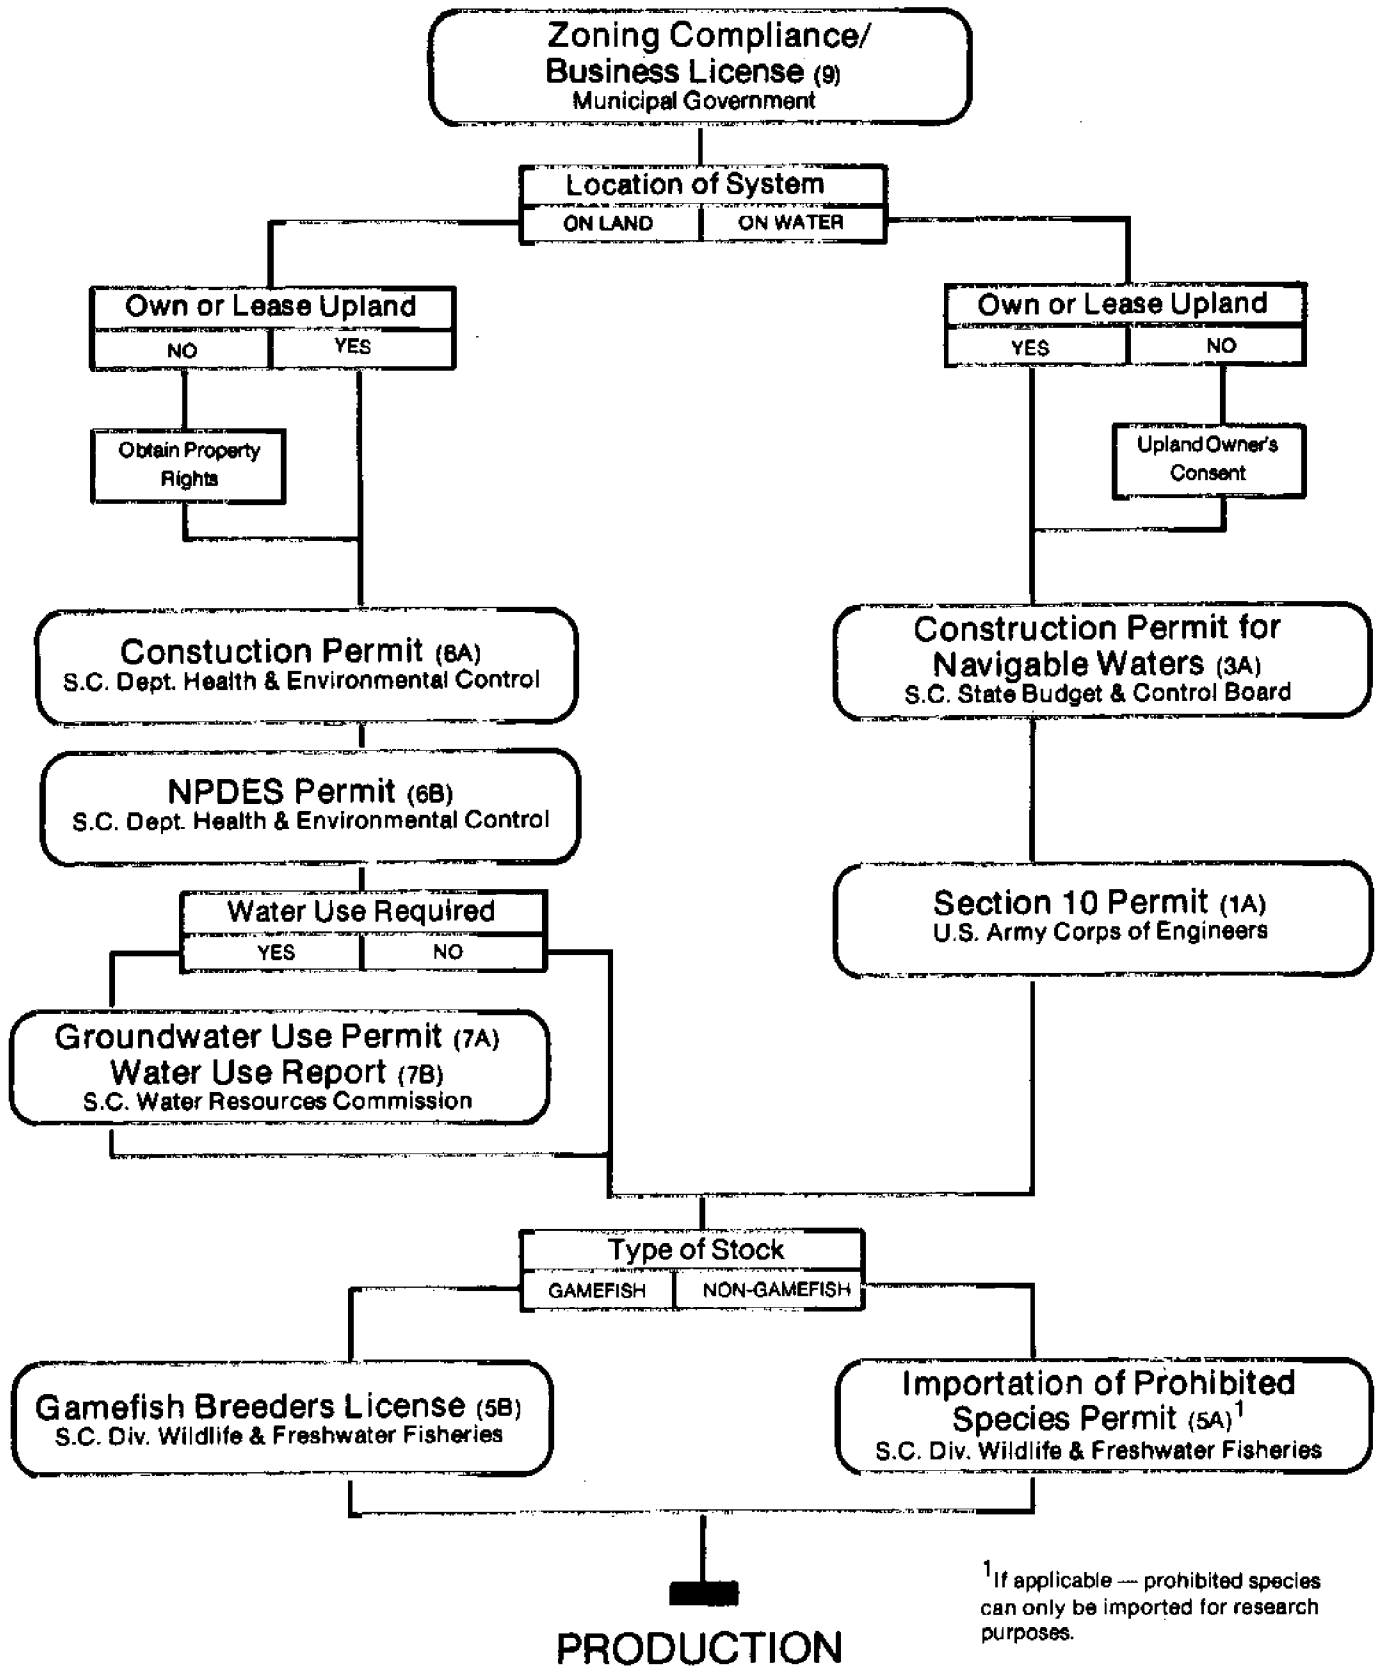 Zoning Compliance/
Business License (9)
Municipal Government
Location of System
ON LAND
ON WATER
Own or Lease Upland
NO
YES
Own or Lease Upland
YES
NO
Obtain Property
Rights
Upland Owner's
Consent
Constuction Permit (6A)
S.C. Dept. Health & Environmental Control
Construction Permit for
Navigable Waters (3A)
S.C. State Budget & Control Board
NPDES Permit (6B)
S.C. Dept. Health & Environmental Control
Section 10 Permit (1A)
U.S. Army Corps of Engineers
Water Use Required
YES
NO
Groundwater Use Permit (7A)
Water Use Report (7B)
S.C. Water Resources Commission
Type of Stock
GAMEFISH
NON-GAMEFISH
Gamefish Breeders License (5B)
S.C. Div. Wildlife & Freshwater Fisheries
Importation of Prohibited
Species Permit (5A)¹
S.C. Div. Wildlife & Freshwater Fisheries
PRODUCTION
¹If applicable — prohibited species
can only be imported for research
purposes.